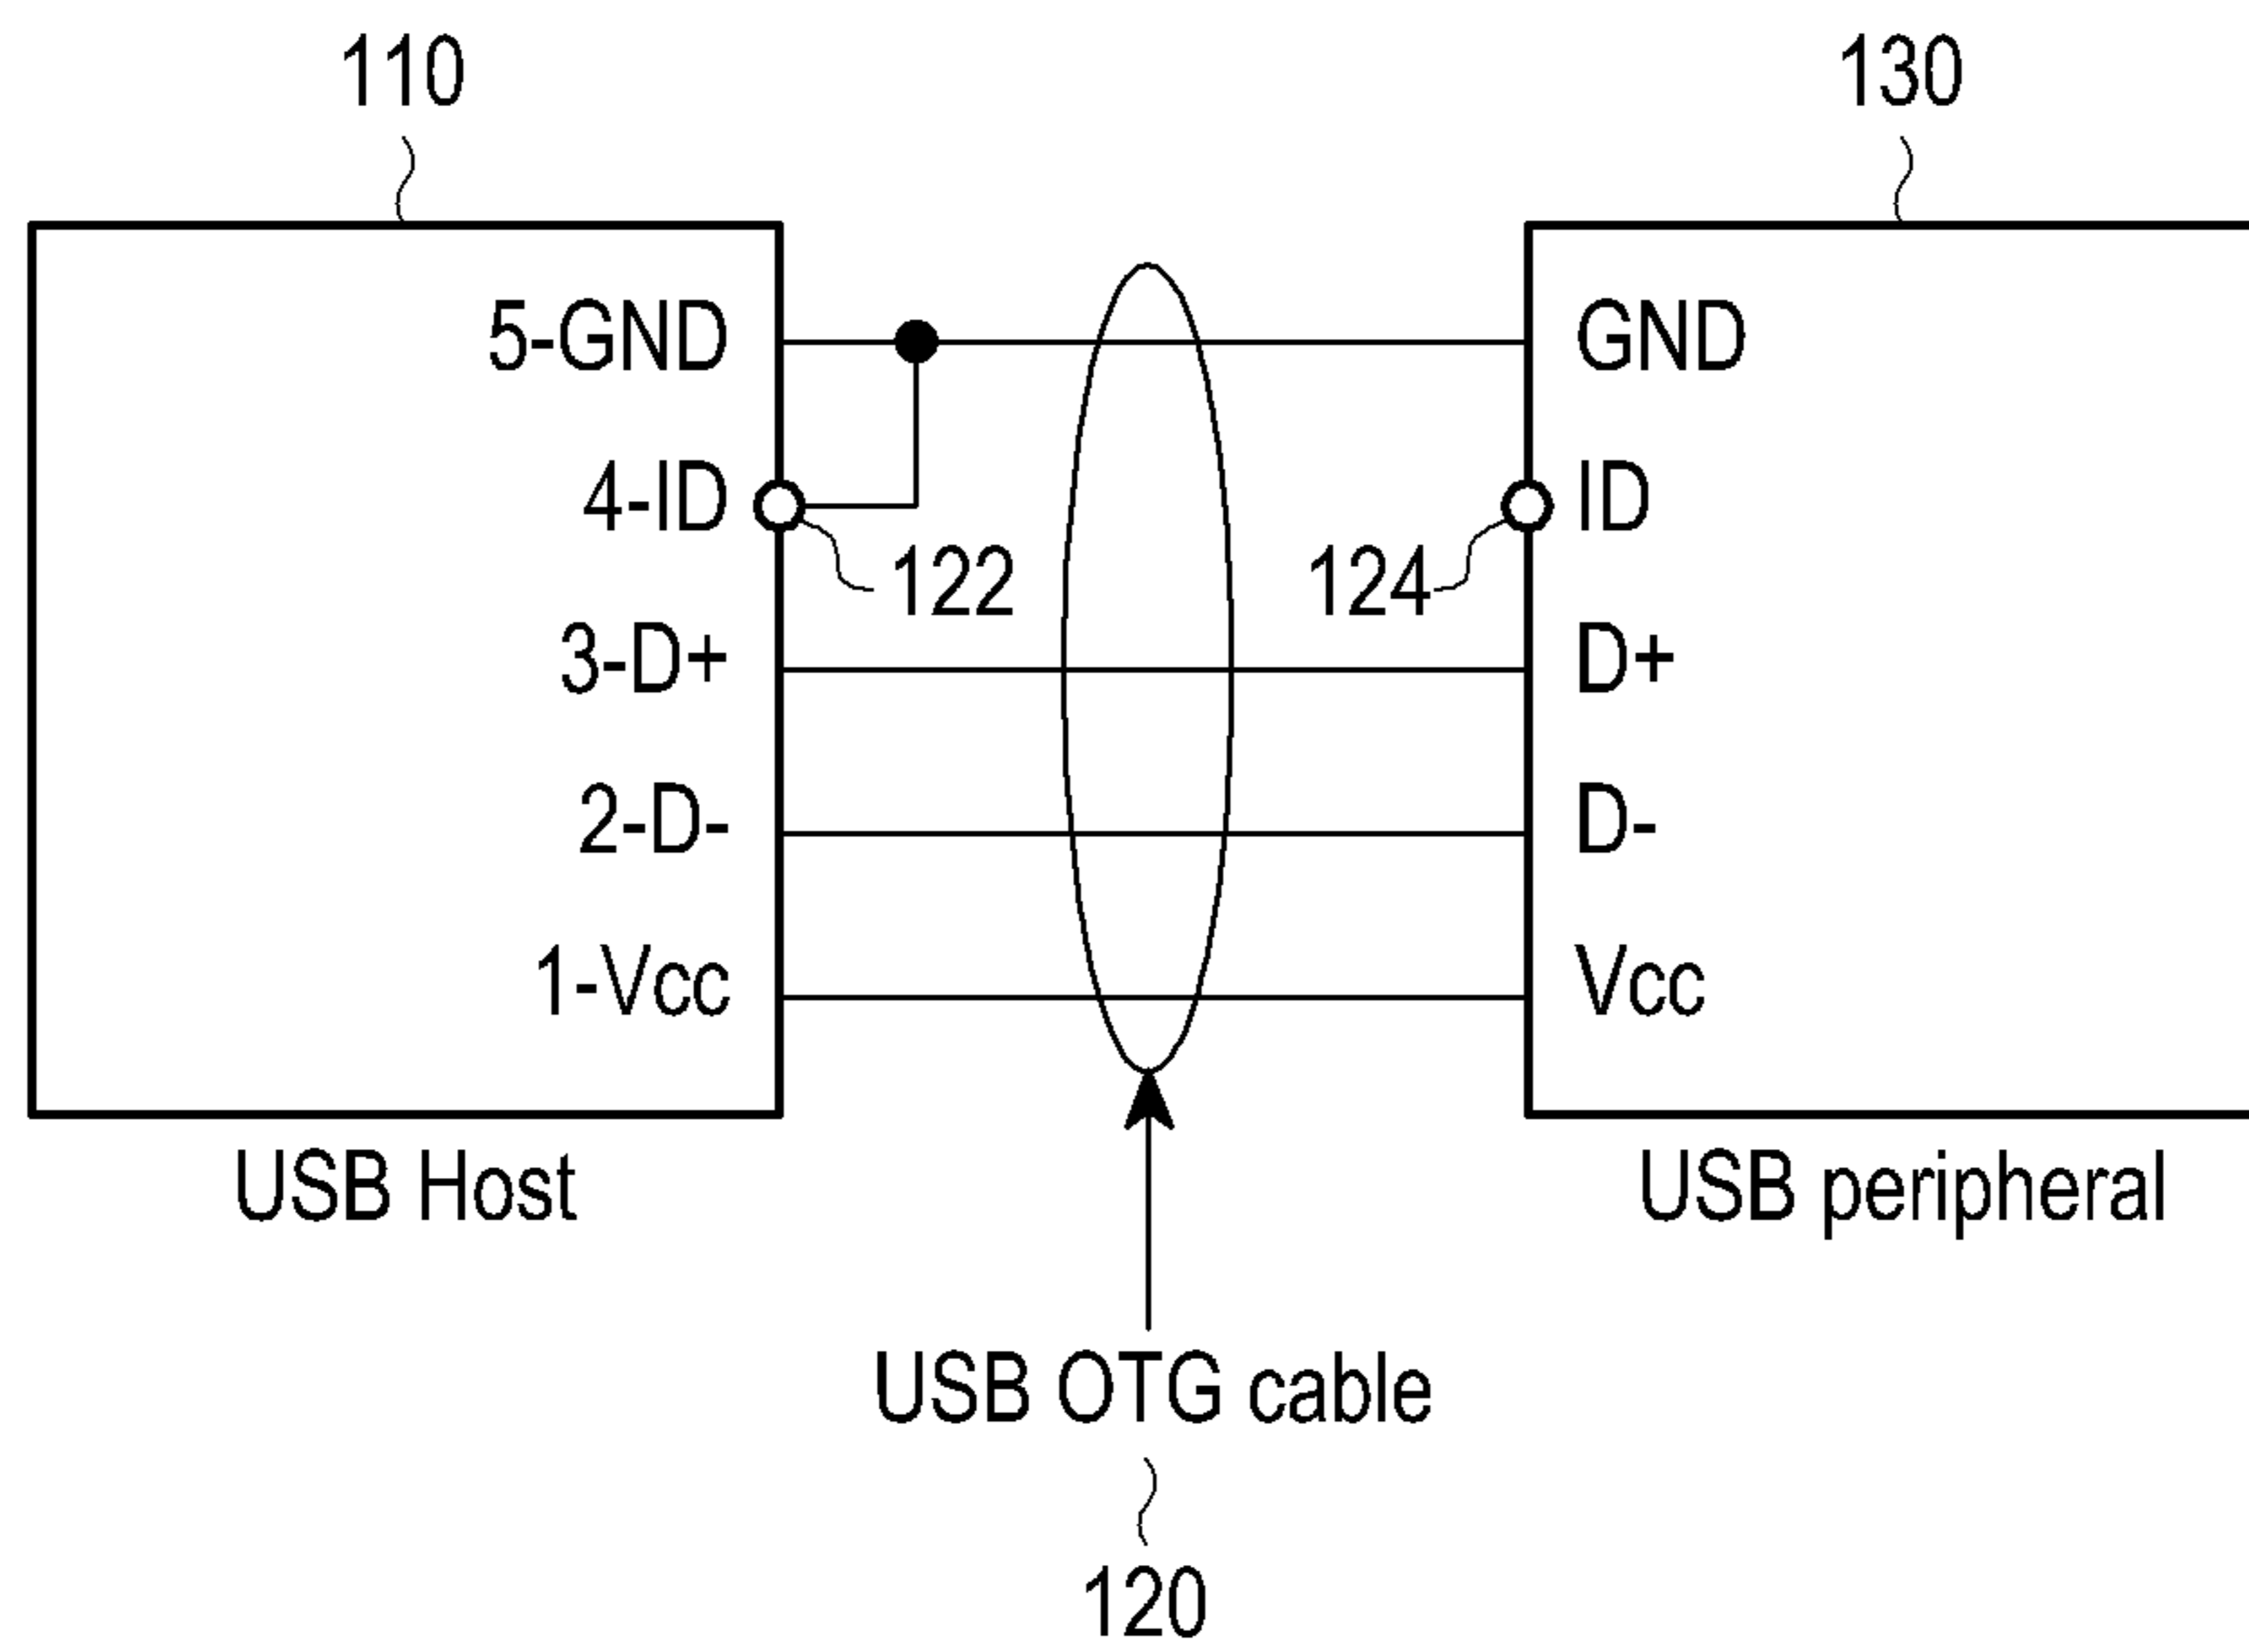 110
130
5-GND
GND
4-ID
ID
122
124
3-D+
D+
2-D-
D-
1-Vcc
Vcc
USB Host
USB peripheral
USB OTG cable
120